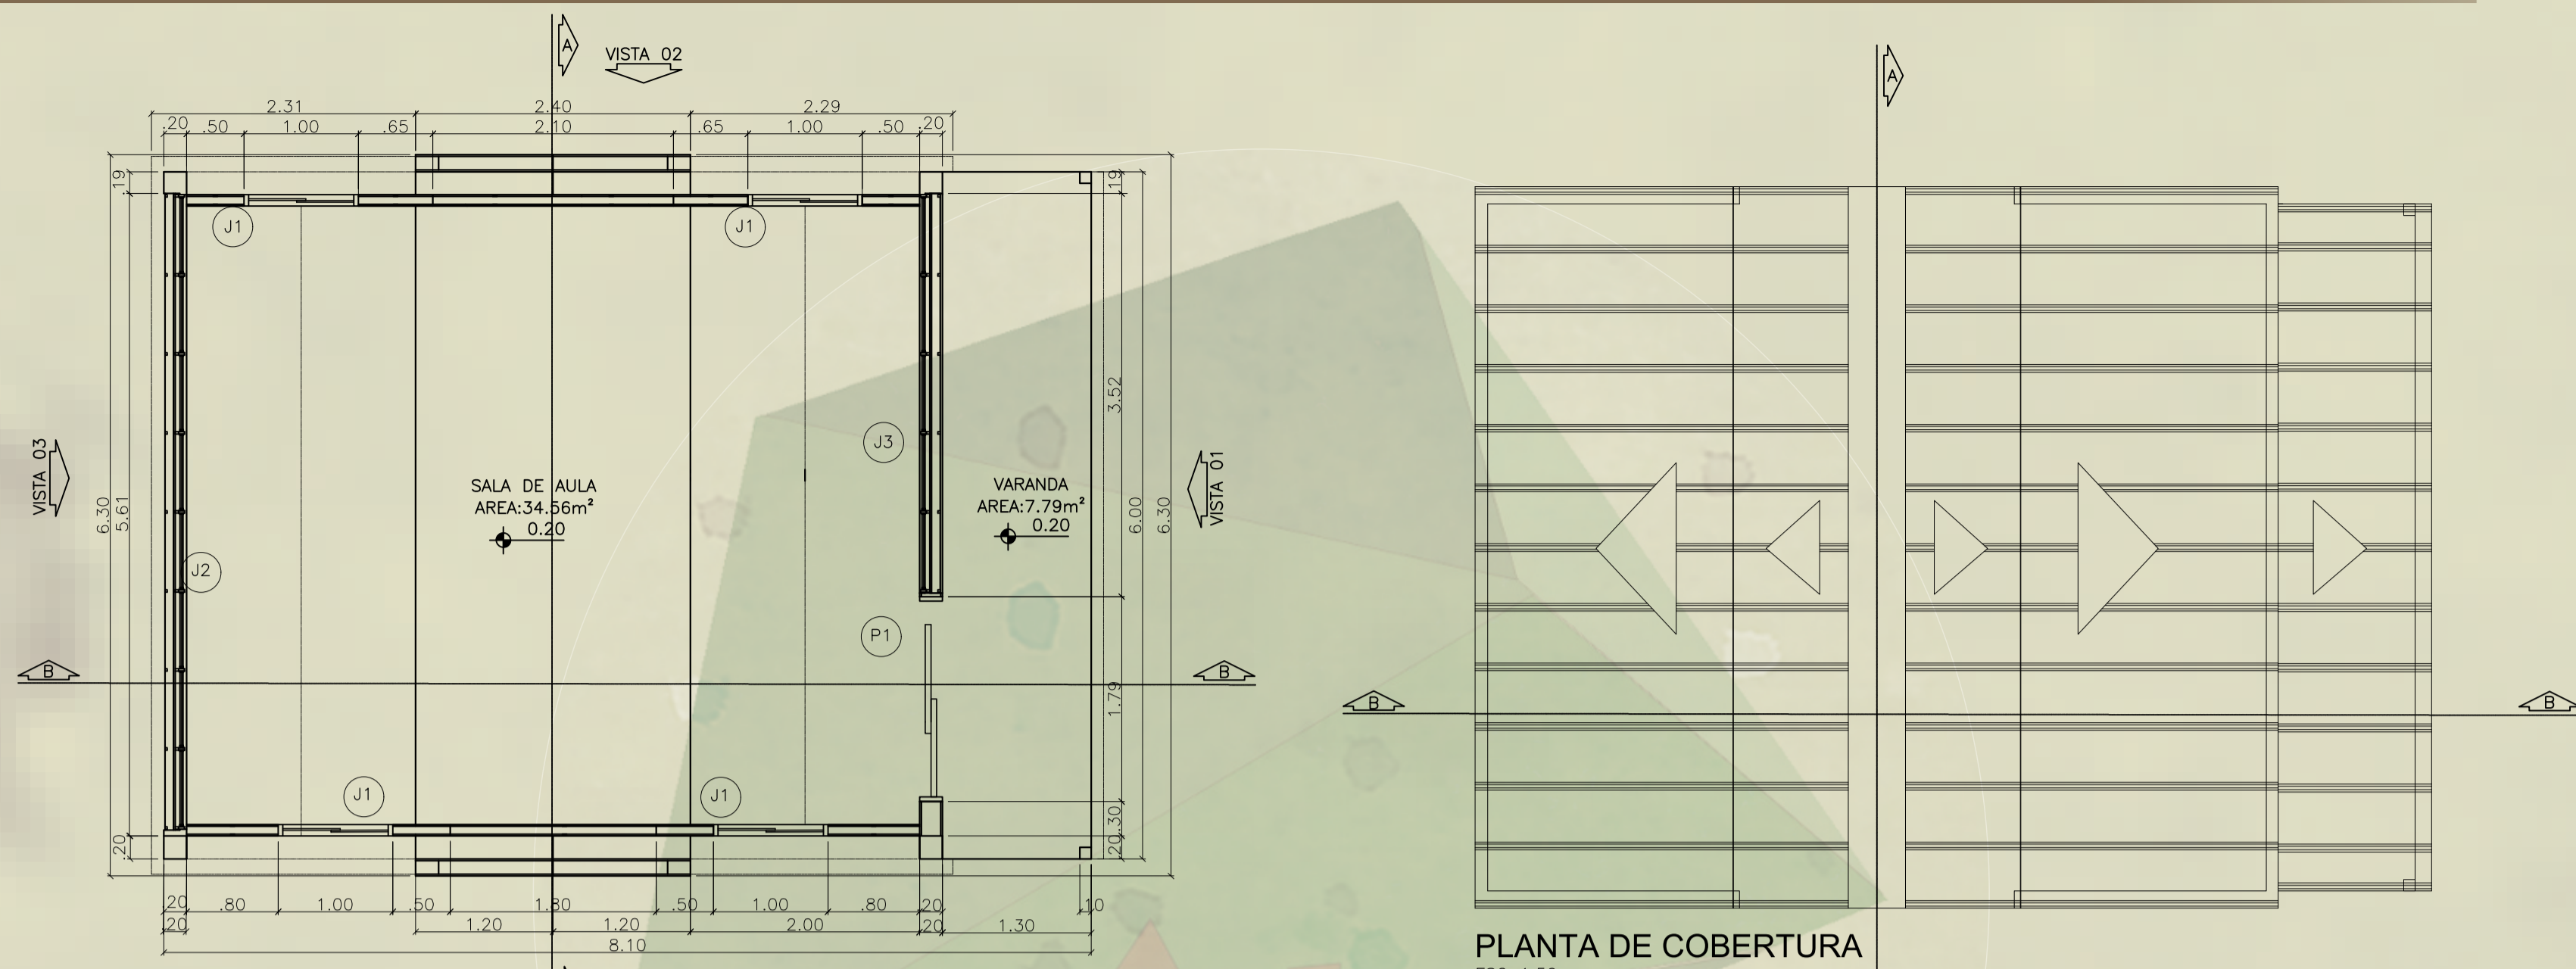 A
VISTA 02
A
2.31
2.40
2.29
.20
.50
1.00
.65
2.10
.65
1.00
.50
.20
.19
.19
J1
J1
3.52
J3
VISTA 03
6.30
5.61
SALA DE AULA
AREA:34.56m²
0.20
VARANDA
AREA:7.79m²
0.20
6.00
6.30
VISTA 01
J2
P1
B
B
1.79
B
B
J1
J1
.30
.20
.20
.20
.80
1.00
.50
1.80
.50
1.00
.80
.20
.10
.20
1.20
1.20
2.00
.20
1.30
8.10
PLANTA DE COBERTURA